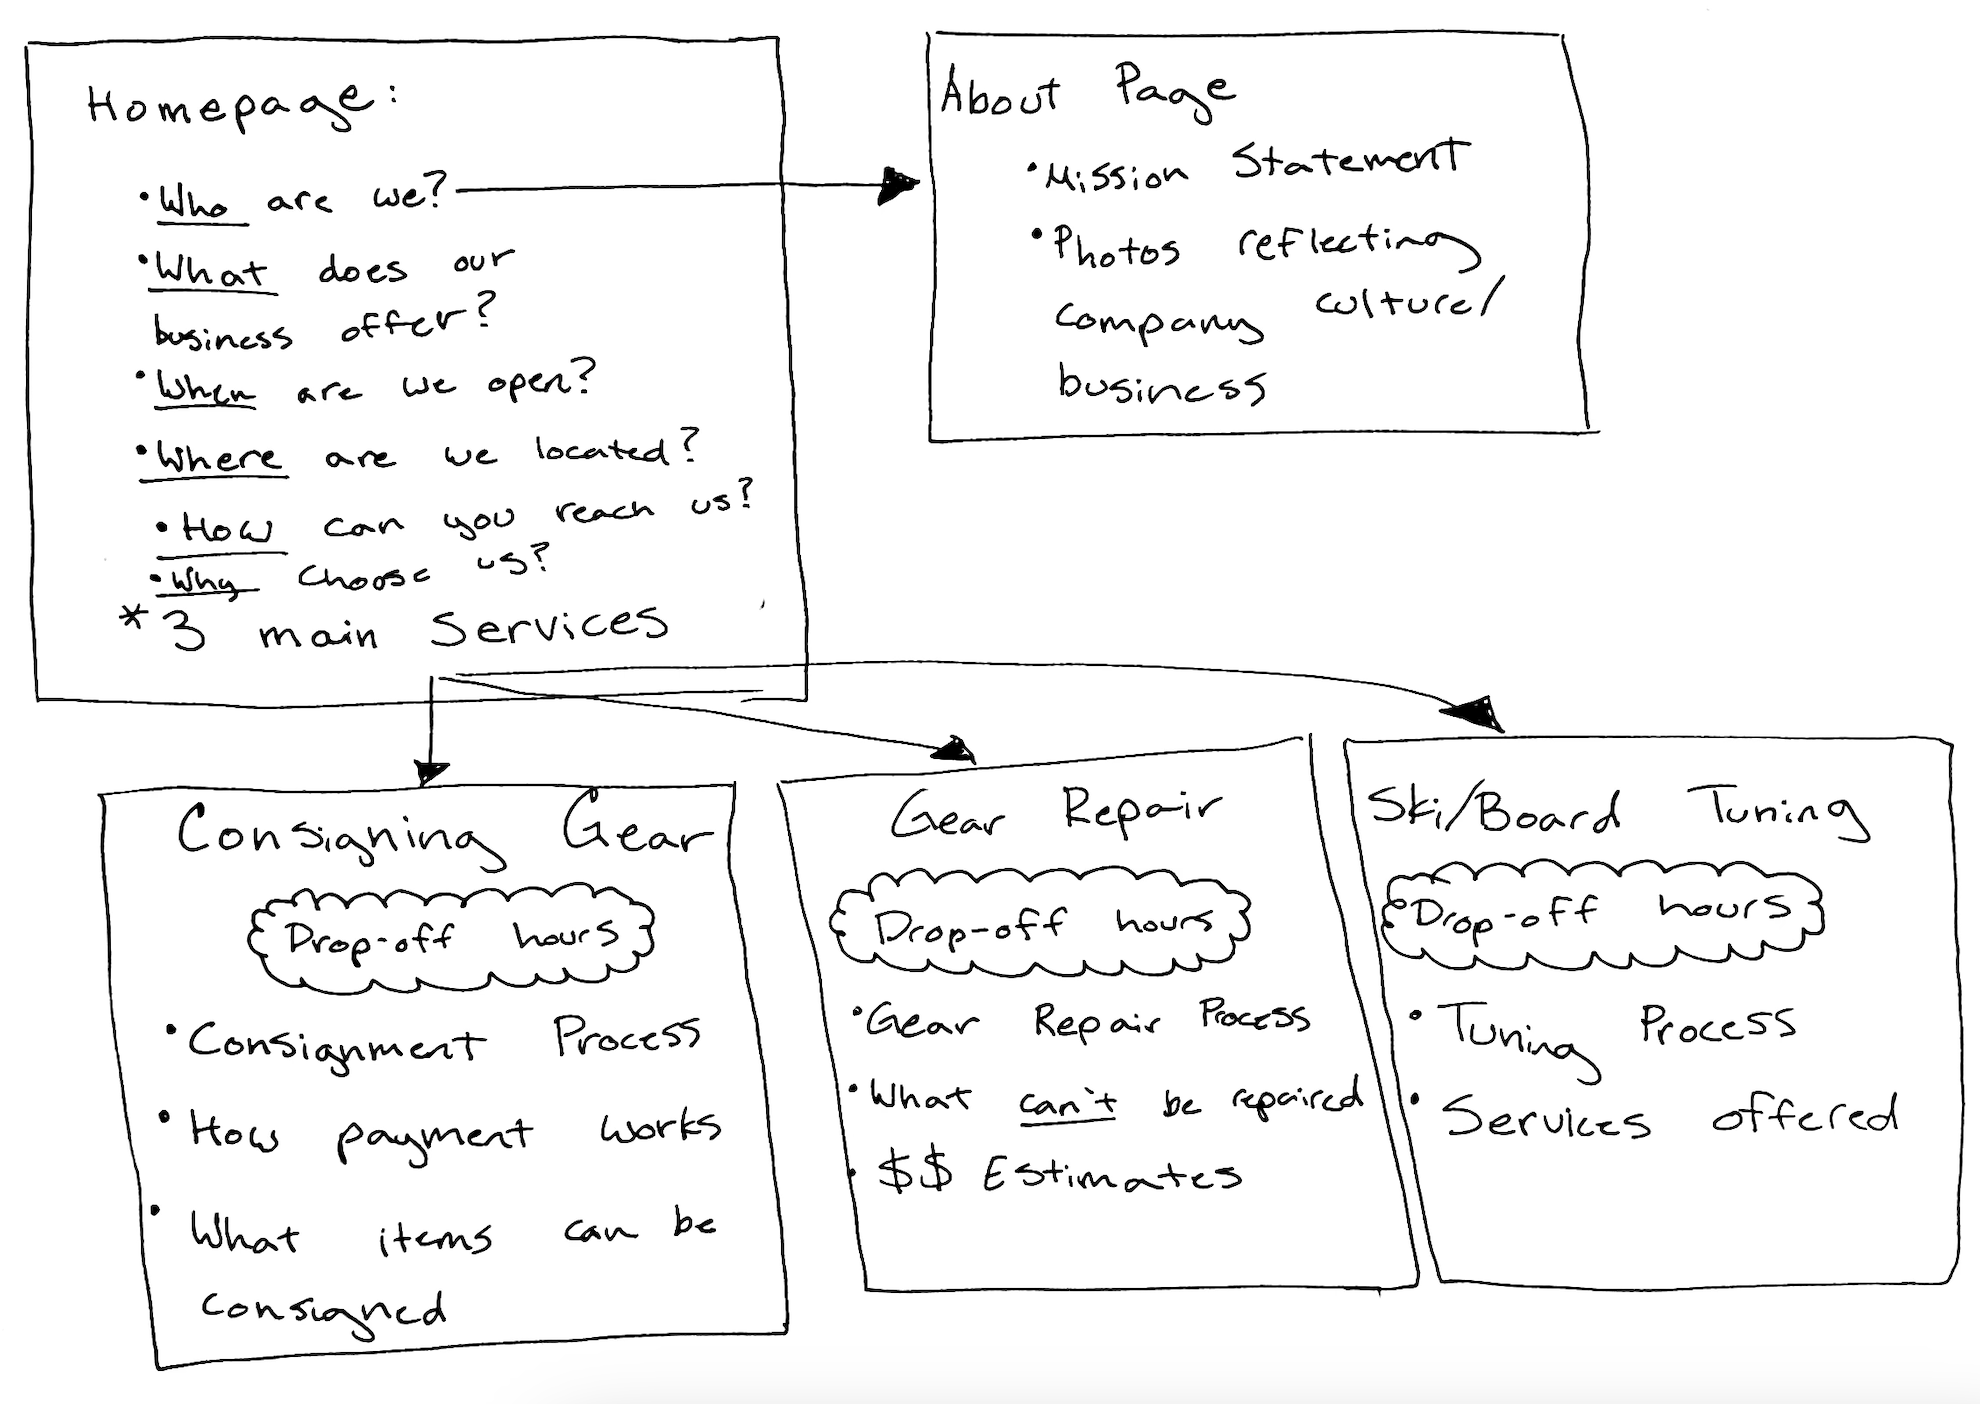 Homepage:
• Who are we?
• What does our
business offer?
• When are we open?
• Where are we located?
• How can you reach us?
• Why choose us?
* 3 main services
About Page
• Mission Statement
• Photos reflecting
company culture/
business
Consigning Gear
Drop-off hours
• Consignment Process
• How payment works
• What items can be
consigned
Gear Repair
Drop-off hours
• Gear Repair Process
• What can't be repaired
• $$ Estimates
Ski/Board Tuning
Drop-off hours
• Tuning Process
• Services offered